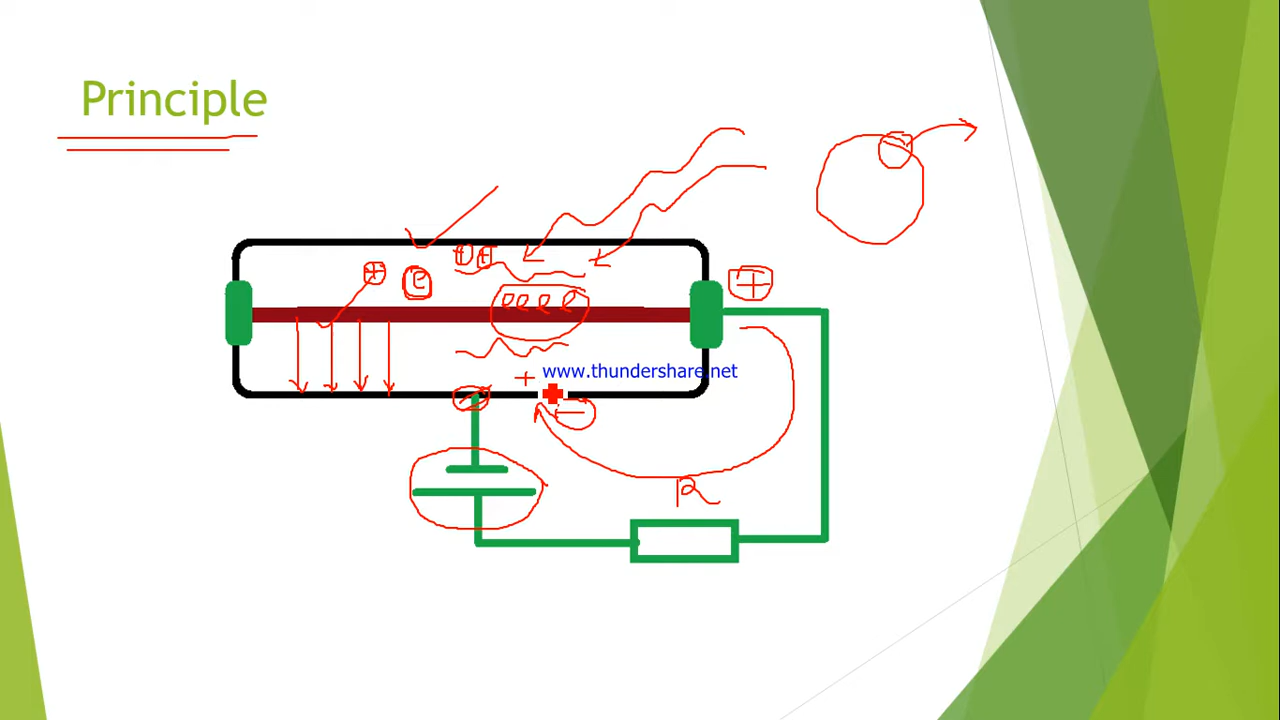 Principle
+ e + +
e e e e
+
+
www.thundershare.net
−
R